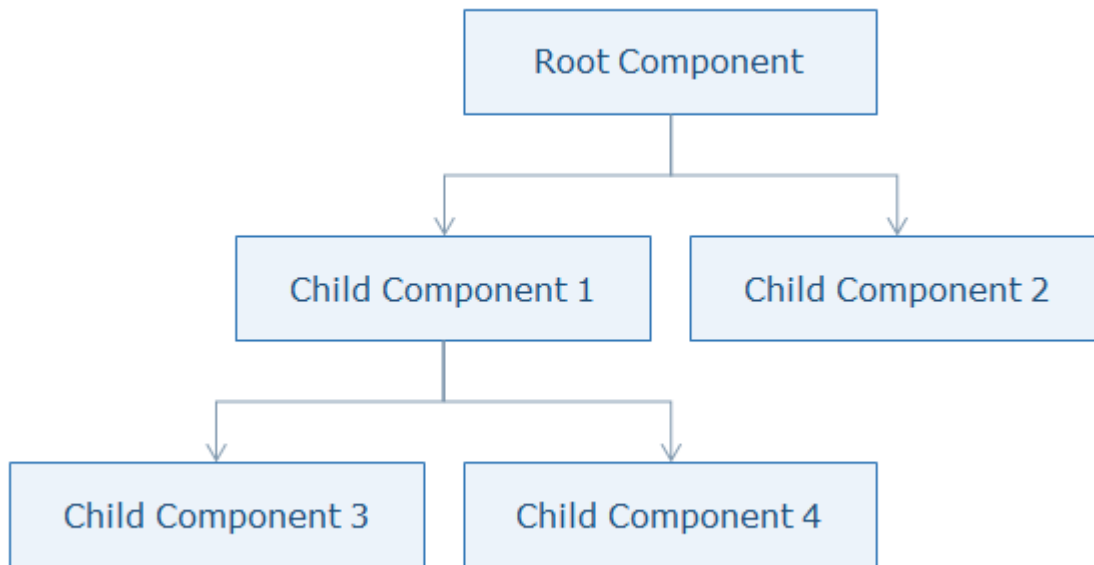 Root Component
Child Component 1
Child Component 2
Child Component 3
Child Component 4